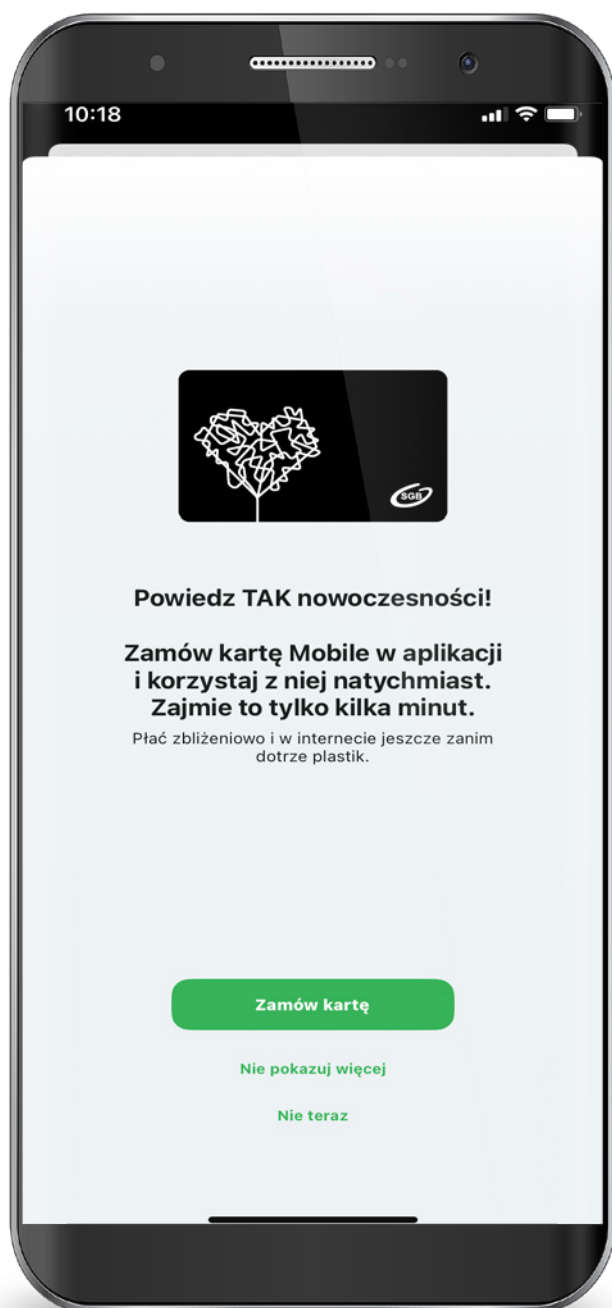 10:18
SGB
Powiedz TAK nowoczesności!
Zamów kartę Mobile w aplikacji
i korzystaj z niej natychmiast.
Zajmie to tylko kilka minut.
Płać zbliżeniowo i w internecie jeszcze zanim
dotrze plastik.
Zamów kartę
Nie pokazuj więcej
Nie teraz